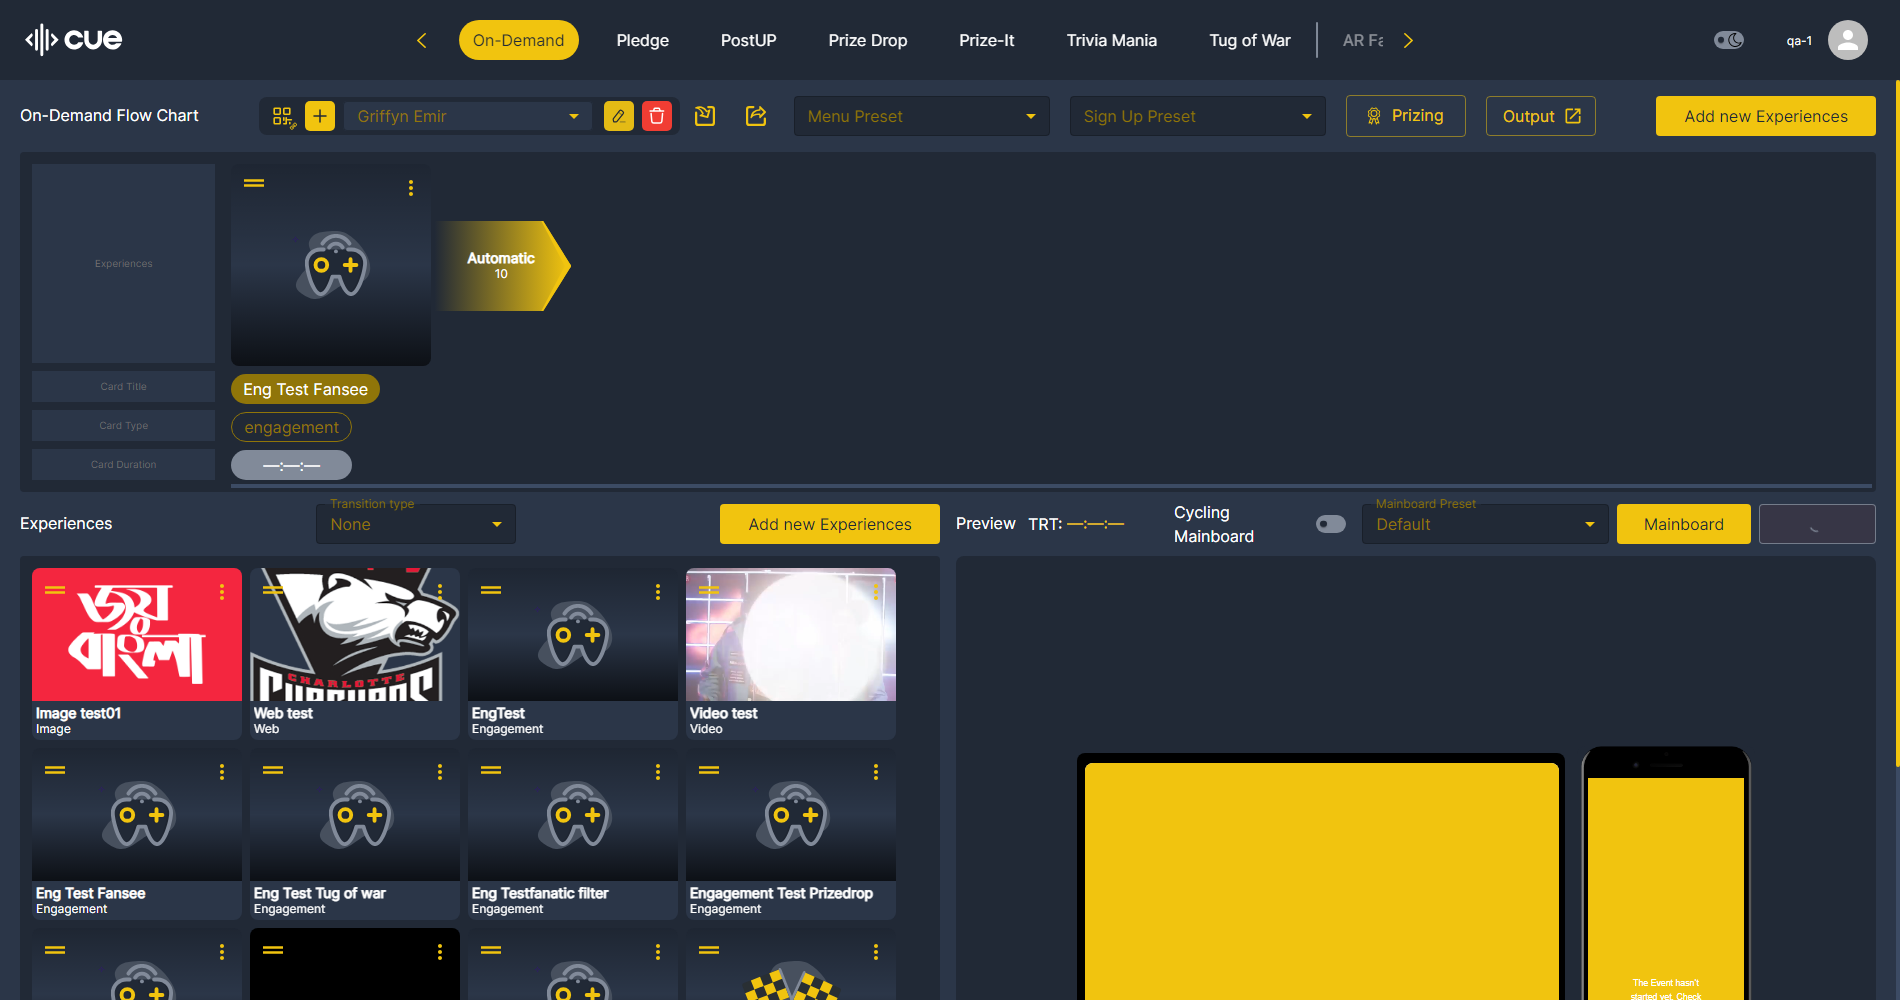 cue
On-Demand
Pledge
PostUP
Prize Drop
Prize-It
Trivia Mania
Tug of War
AR Fa
qa-1
On-Demand Flow Chart
Griffyn Emir
Menu Preset
Sign Up Preset
Prizing
Output
Add new Experiences
Experiences
Automatic
10
Card Title
Eng Test Fansee
Card Type
engagement
Card Duration
—:—:—
Experiences
Transition type
None
Add new Experiences
Preview
TRT: —:—:—
Cycling
Mainboard
Mainboard Preset
Default
Mainboard
জয়
বাংলা
Image test01
Image
CHARLOTTE
Web test
Web
EngTest
Engagement
Video test
Video
Eng Test Fansee
Engagement
Eng Test Tug of war
Engagement
Eng Testfanatic filter
Engagement
Engagement Test Prizedrop
Engagement
The Event hasn't
started yet. Check